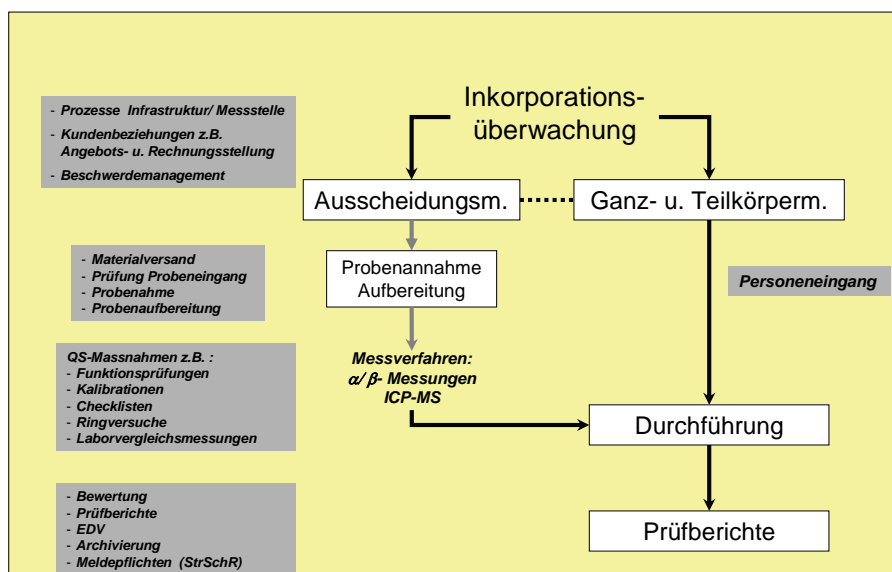 Inkorporations-
überwachung
- Prozesse Infrastruktur/ Messstelle
- Kundenbeziehungen z.B.
Angebots- u. Rechnungsstellung
- Beschwerdemanagement
Ausscheidungsm.
Ganz- u. Teilkörperm.
- Materialversand
- Prüfung Probeneingang
- Probenahme
- Probenaufbereitung
Probenannahme
Aufbereitung
Personeneingang
QS-Massnahmen z.B. :
- Funktionsprüfungen
- Kalibrationen
- Checklisten
- Ringversuche
- Laborvergleichsmessungen
Messverfahren:
α/β- Messungen
ICP-MS
Durchführung
- Bewertung
- Prüfberichte
- EDV
- Archivierung
- Meldepflichten (StrSchR)
Prüfberichte